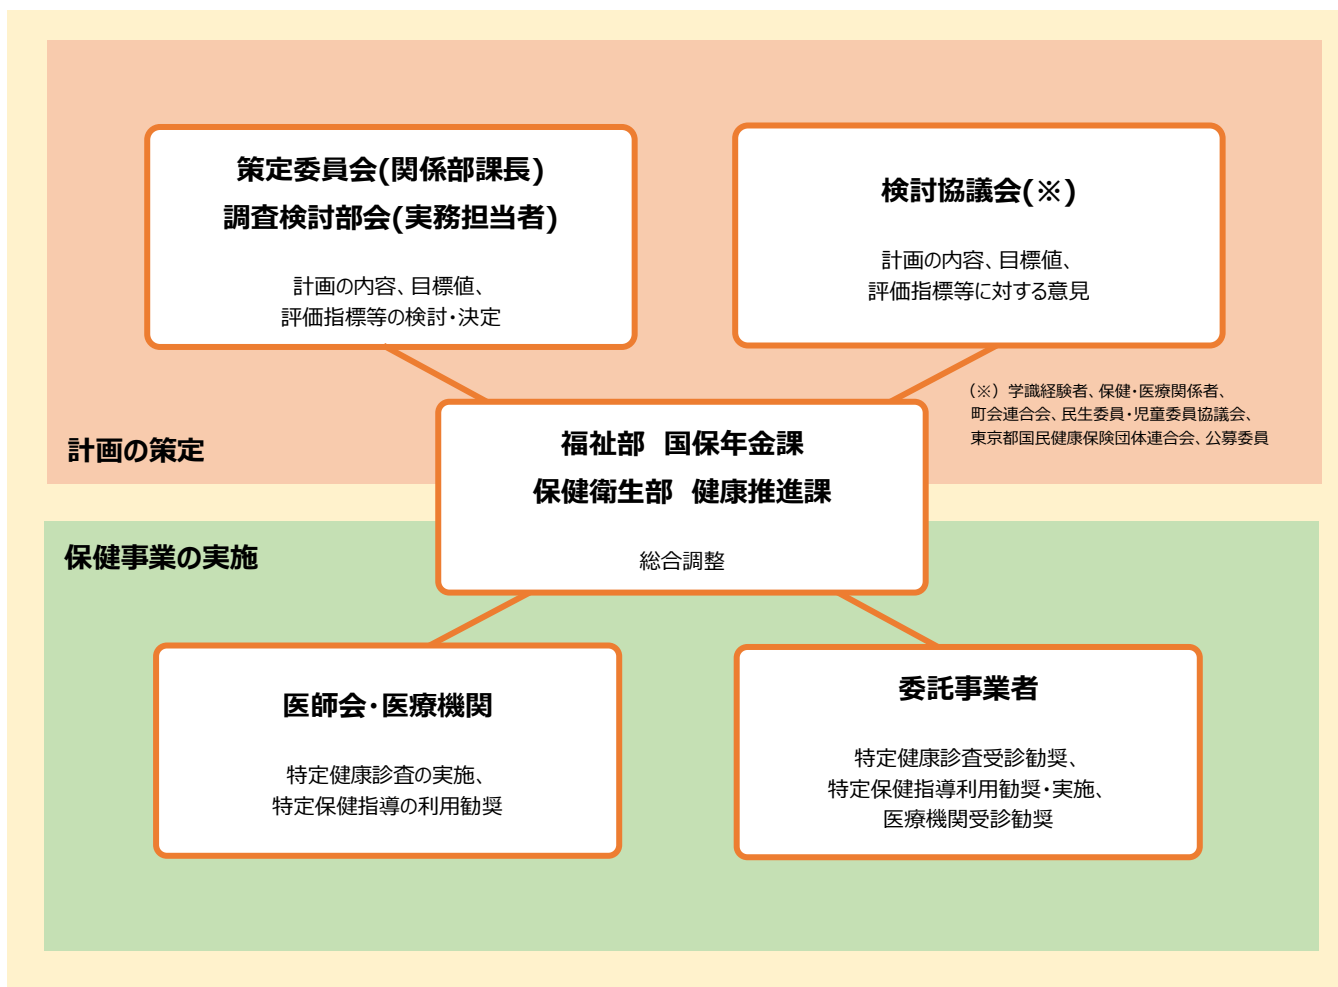 策定委員会(関係部課長)
調査検討部会(実務担当者)
計画の内容、目標値、
評価指標等の検討・決定
検討協議会(※)
計画の内容、目標値、
評価指標等に対する意見
(※) 学識経験者、保健・医療関係者、
町会連合会、民生委員・児童委員協議会、
東京都国民健康保険団体連合会、公募委員
計画の策定
福祉部 国保年金課
保健衛生部 健康推進課
総合調整
保健事業の実施
医師会・医療機関
特定健康診査の実施、
特定保健指導の利用勧奨
委託事業者
特定健康診査受診勧奨、
特定保健指導利用勧奨・実施、
医療機関受診勧奨